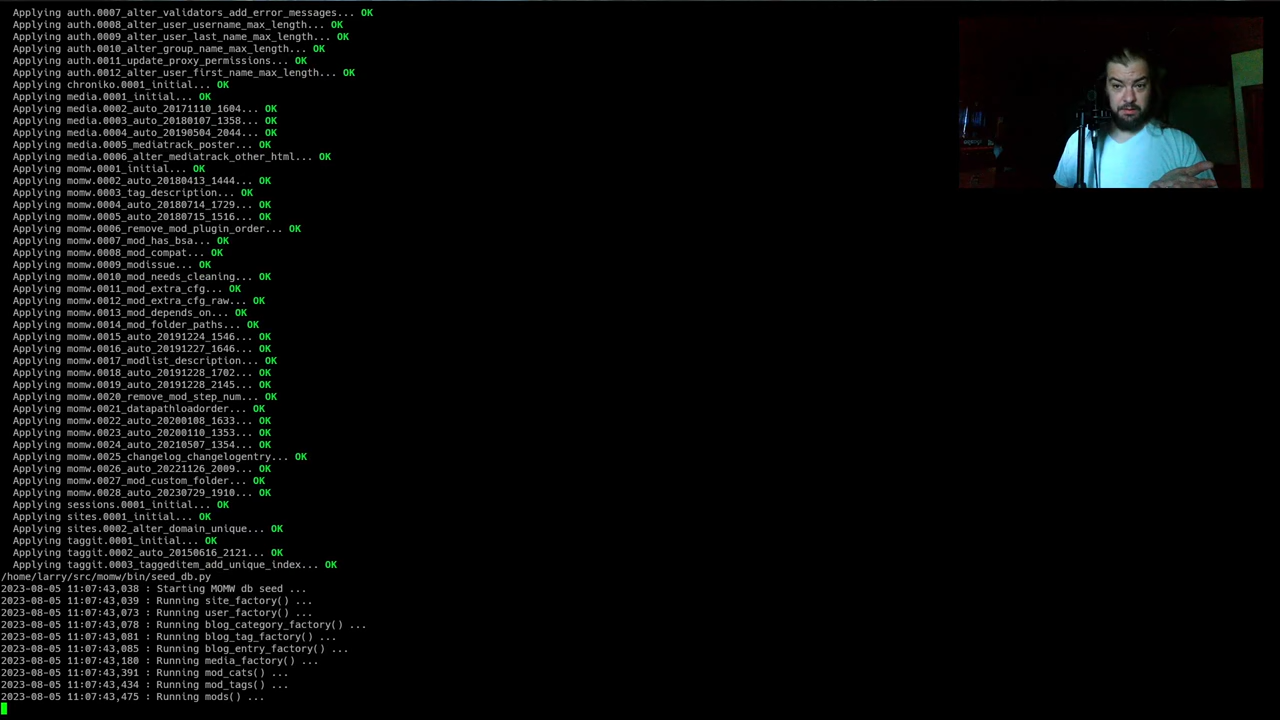 Applying auth.0007_alter_validators_add_error_messages... OK
Applying auth.0008_alter_user_username_max_length... OK
Applying auth.0009_alter_user_last_name_max_length... OK
Applying auth.0010_alter_group_name_max_length... OK
Applying auth.0011_update_proxy_permissions... OK
Applying auth.0012_alter_user_first_name_max_length... OK
Applying chroniko.0001_initial... OK
Applying media.0001_initial... OK
Applying media.0002_auto_20171110_1604... OK
Applying media.0003_auto_20180107_1358... OK
Applying media.0004_auto_20190504_2044... OK
Applying media.0005_mediatrack_poster... OK
Applying media.0006_alter_mediatrack_other_html... OK
Applying momw.0001_initial... OK
Applying momw.0002_auto_20180413_1444... OK
Applying momw.0003_tag_description... OK
Applying momw.0004_auto_20180714_1729... OK
Applying momw.0005_auto_20180715_1516... OK
Applying momw.0006_remove_mod_plugin_order... OK
Applying momw.0007_mod_has_bsa... OK
Applying momw.0008_mod_compat... OK
Applying momw.0009_modissue... OK
Applying momw.0010_mod_needs_cleaning... OK
Applying momw.0011_mod_extra_cfg... OK
Applying momw.0012_mod_extra_cfg_raw... OK
Applying momw.0013_mod_depends_on... OK
Applying momw.0014_mod_folder_paths... OK
Applying momw.0015_auto_20191224_1546... OK
Applying momw.0016_auto_20191227_1646... OK
Applying momw.0017_modlist_description... OK
Applying momw.0018_auto_20191228_1702... OK
Applying momw.0019_auto_20191228_2145... OK
Applying momw.0020_remove_mod_step_num... OK
Applying momw.0021_datapathloadorder... OK
Applying momw.0022_auto_20200108_1633... OK
Applying momw.0023_auto_20200110_1353... OK
Applying momw.0024_auto_20210507_1354... OK
Applying momw.0025_changelog_changelogentry... OK
Applying momw.0026_auto_20221126_2009... OK
Applying momw.0027_mod_custom_folder... OK
Applying momw.0028_auto_20230729_1910... OK
Applying sessions.0001_initial... OK
Applying sites.0001_initial... OK
Applying sites.0002_alter_domain_unique... OK
Applying taggit.0001_initial... OK
Applying taggit.0002_auto_20150616_2121... OK
Applying taggit.0003_taggeditem_add_unique_index... OK
/home/larry/src/momw/bin/seed_db.py
2023-08-05 11:07:43,038 : Starting MOMW db seed ...
2023-08-05 11:07:43,039 : Running site_factory() ...
2023-08-05 11:07:43,073 : Running user_factory() ...
2023-08-05 11:07:43,078 : Running blog_category_factory() ...
2023-08-05 11:07:43,081 : Running blog_tag_factory() ...
2023-08-05 11:07:43,085 : Running blog_entry_factory() ...
2023-08-05 11:07:43,180 : Running media_factory() ...
2023-08-05 11:07:43,391 : Running mod_cats() ...
2023-08-05 11:07:43,434 : Running mod_tags() ...
2023-08-05 11:07:43,475 : Running mods() ...